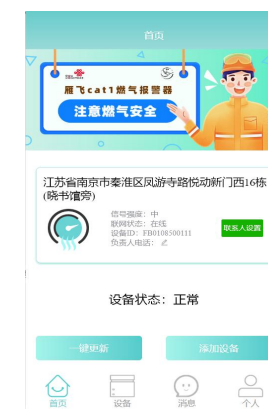 首页
雁飞cat1燃气报警器
注意燃气安全
江苏省南京市秦淮区凤游寺路悦动新门西16栋
(晓书馆旁)
信号强度：中
联网状态：在线
设备ID：FB0108500111
负责人电话：
联系人设置
设备状态：正常
一键更新
添加设备
首页
设备
消息
个人